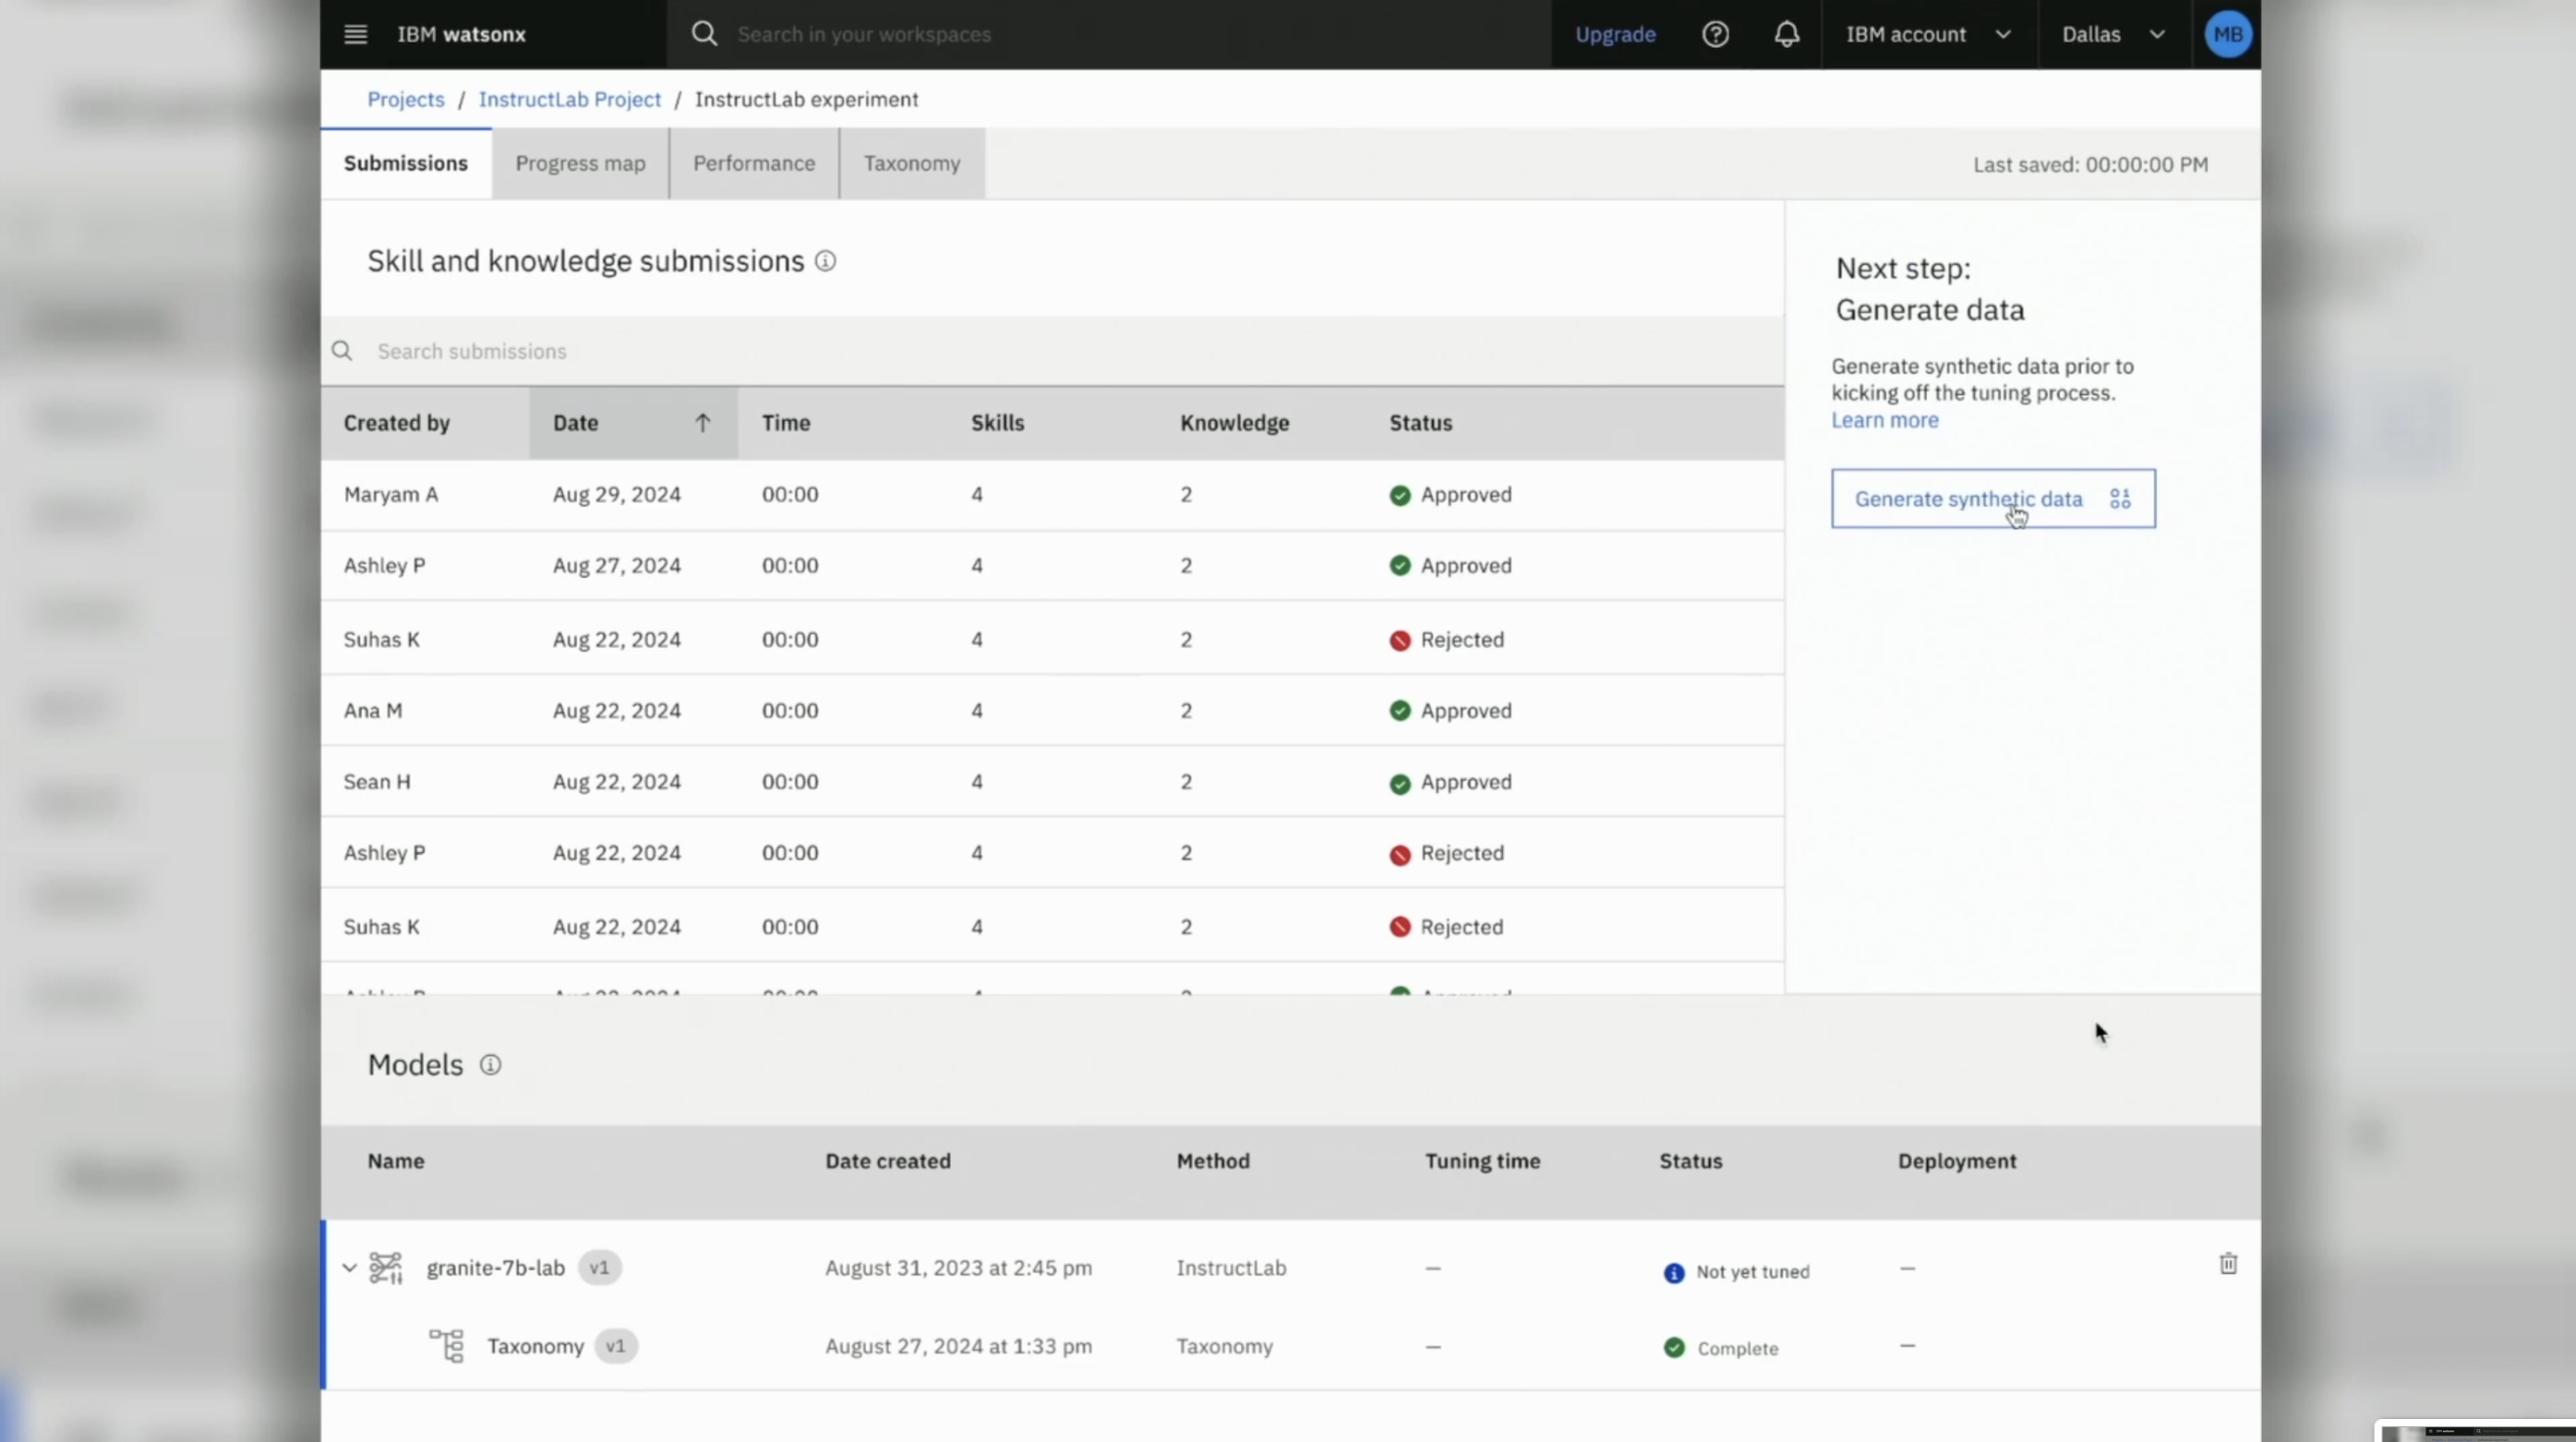 IBM watsonx
Search in your workspaces
Upgrade
IBM account
Dallas
MB
Projects / InstructLab Project / InstructLab experiment
Submissions
Progress map
Performance
Taxonomy
Last saved: 00:00:00 PM
Skill and knowledge submissions
Search submissions
Created by Date Time Skills Knowledge Status
Maryam A Aug 29, 2024 00:00 4 2 Approved
Ashley P Aug 27, 2024 00:00 4 2 Approved
Suhas K Aug 22, 2024 00:00 4 2 Rejected
Ana M Aug 22, 2024 00:00 4 2 Approved
Sean H Aug 22, 2024 00:00 4 2 Approved
Ashley P Aug 22, 2024 00:00 4 2 Rejected
Suhas K Aug 22, 2024 00:00 4 2 Rejected
Next step:
Generate data
Generate synthetic data prior to
kicking off the tuning process.
Learn more
Generate synthetic data
Models
Name Date created Method Tuning time Status Deployment
granite-7b-lab v1 August 31, 2023 at 2:45 pm InstructLab — Not yet tuned —
Taxonomy v1 August 27, 2024 at 1:33 pm Taxonomy — Complete —